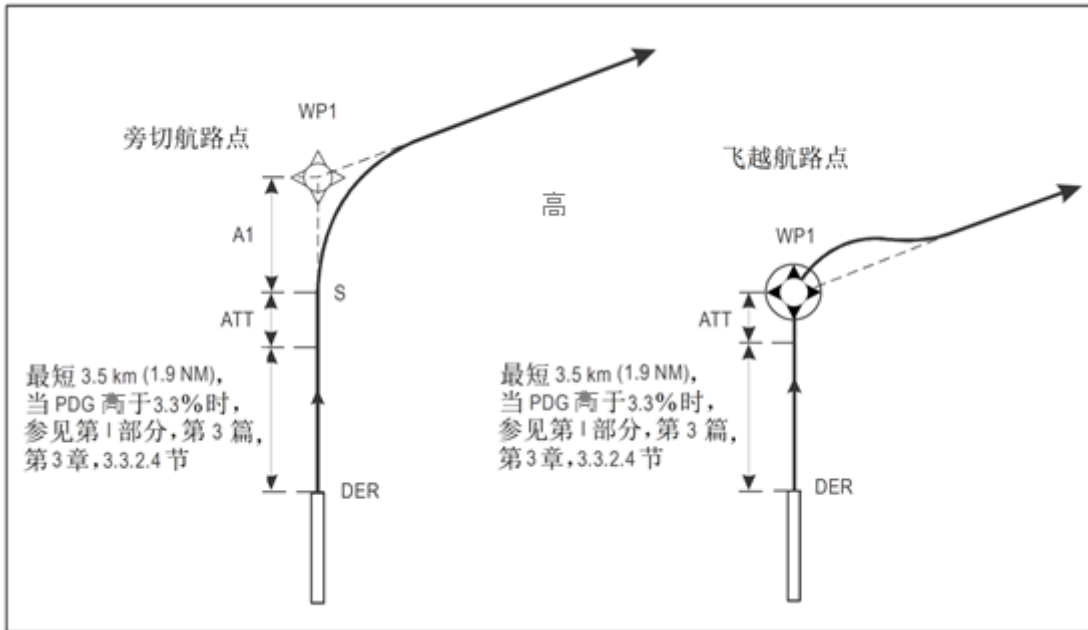 WP1
旁切航路点
A1
S
ATT
最短 3.5 km (1.9 NM),
当 PDG 高于3.3%时,
参见第 I 部分, 第 3 篇,
第3章, 3.3.2.4 节
DER
高
飞越航路点
WP1
ATT
最短 3.5 km (1.9 NM),
当 PDG 高于3.3%时,
参见第 I 部分, 第 3 篇,
第3章, 3.3.2.4 节
DER